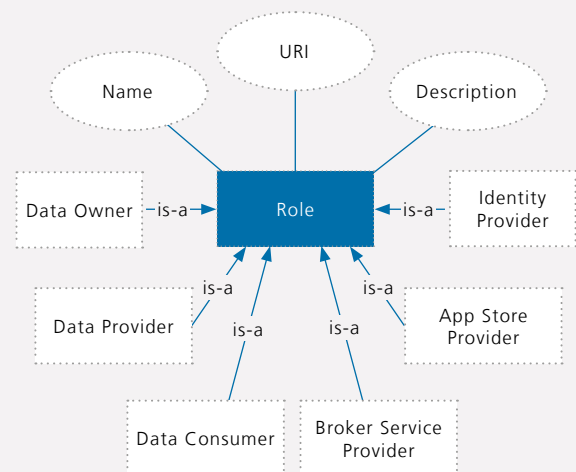 URI
Name
Description
Data Owner
is-a
Role
is-a
Identity
Provider
Data Provider
is-a
is-a
is-a
is-a
App Store
Provider
Data Consumer
Broker Service
Provider